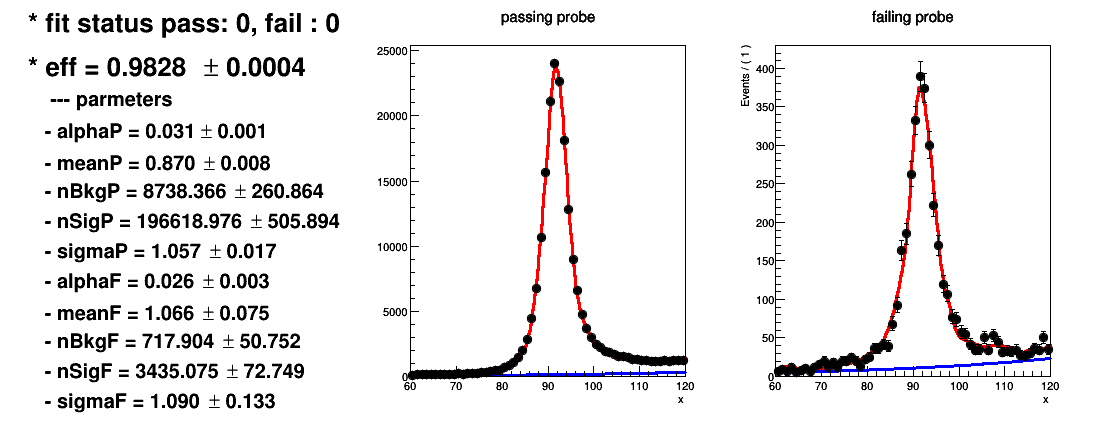 * fit status pass: 0, fail : 0
* eff = 0.9828 ± 0.0004
--- parmeters
- alphaP = 0.031 ± 0.001
- meanP = 0.870 ± 0.008
- nBkgP = 8738.366 ± 260.864
- nSigP = 196618.976 ± 505.894
- sigmaP = 1.057 ± 0.017
- alphaF = 0.026 ± 0.003
- meanF = 1.066 ± 0.075
- nBkgF = 717.904 ± 50.752
- nSigF = 3435.075 ± 72.749
- sigmaF = 1.090 ± 0.133
passing probe
25000
20000
15000
10000
5000
0
60 70 80 90 100 110 120
x
failing probe
Events / ( 1 )
400
350
300
250
200
150
100
50
0
60 70 80 90 100 110 120
x